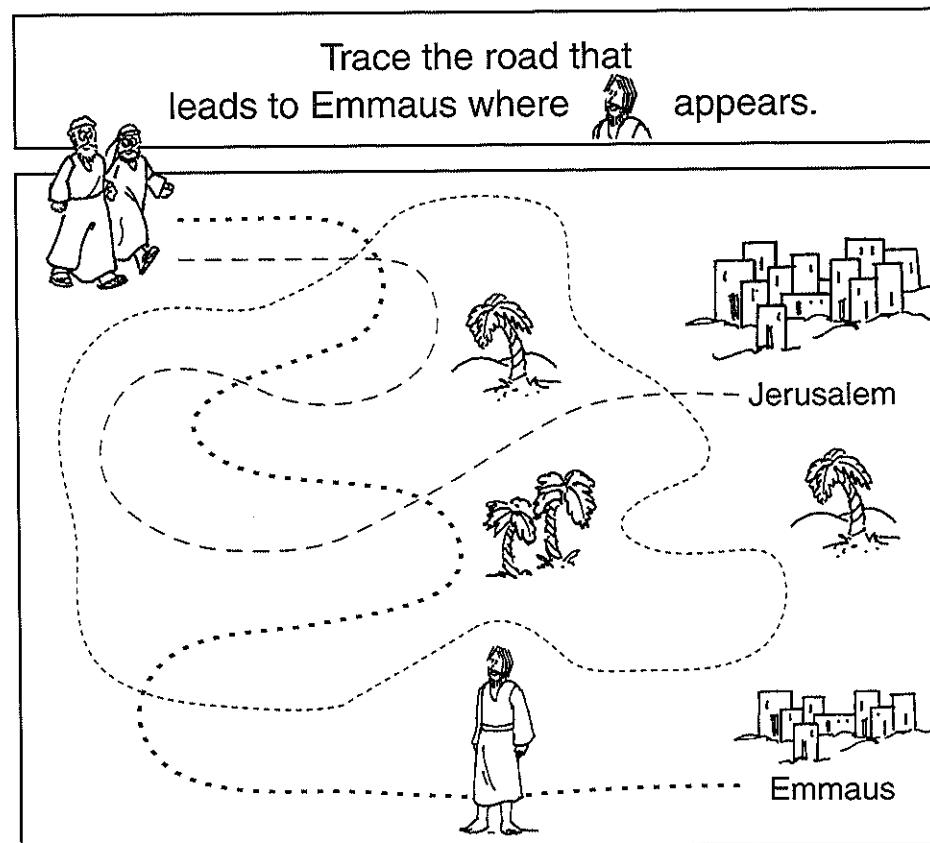 Trace the road that
leads to Emmaus where appears.
Jerusalem
Emmaus